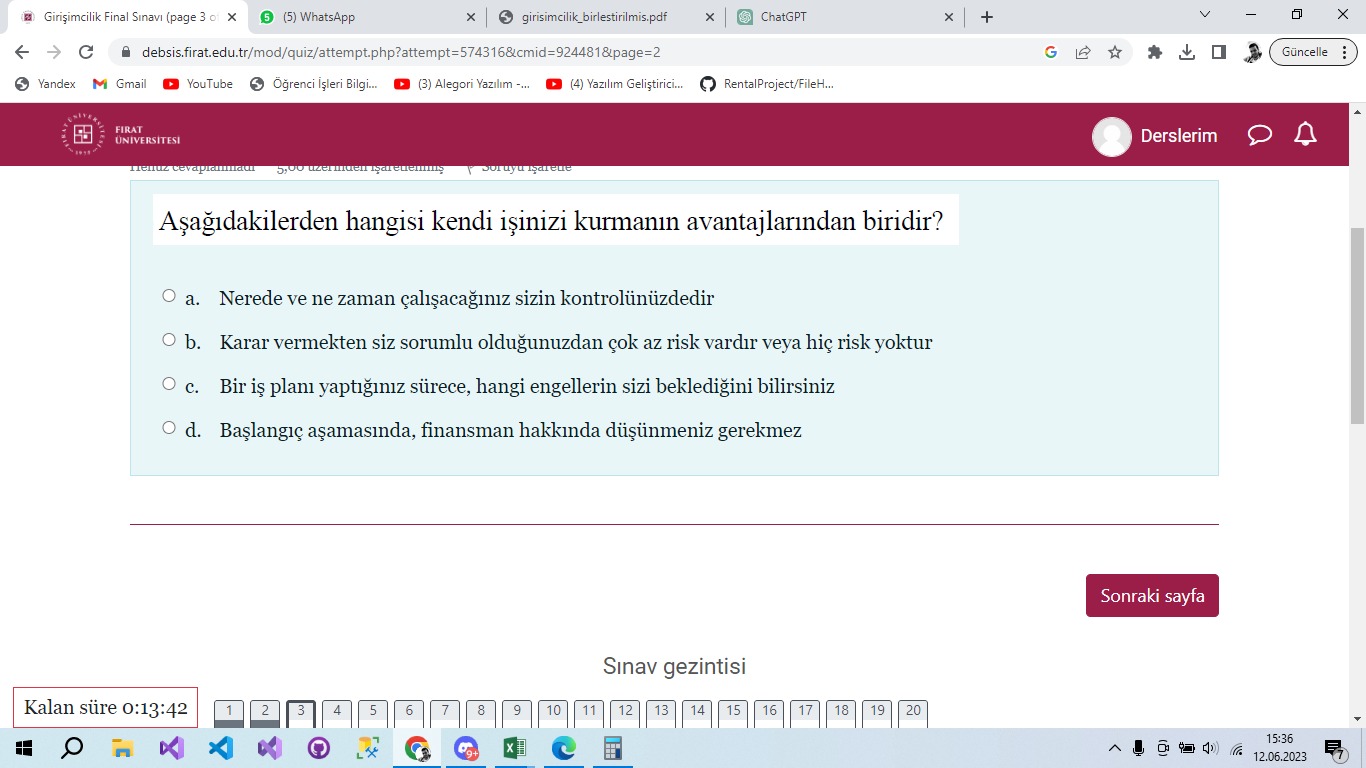 Girişimcilik Final Sınavı (page 3 o
(5) WhatsApp
girisimcilik_birlestirilmis.pdf
ChatGPT
debsis.firat.edu.tr/mod/quiz/attempt.php?attempt=574316&cmid=924481&page=2
Güncelle
Yandex
Gmail
YouTube
Öğrenci İşleri Bilgi...
(3) Alegori Yazılım -...
(4) Yazılım Geliştirici...
RentalProject/FileH...
FIRAT
ÜNİVERSİTESİ
Derslerim
Henüz cevaplanmadı 5,00 üzerinden işaretlenmiş Soruyu işaretle
Aşağıdakilerden hangisi kendi işinizi kurmanın avantajlarından biridir?
a. Nerede ve ne zaman çalışacağınız sizin kontrolünüzdedir
b. Karar vermekten siz sorumlu olduğunuzdan çok az risk vardır veya hiç risk yoktur
c. Bir iş planı yaptığınız sürece, hangi engellerin sizi beklediğini bilirsiniz
d. Başlangıç aşamasında, finansman hakkında düşünmeniz gerekmez
Sonraki sayfa
Sınav gezintisi
Kalan süre 0:13:42
1 2 3 4 5 6 7 8 9 10 11 12 13 14 15 16 17 18 19 20
9+
15:36
12.06.2023
7